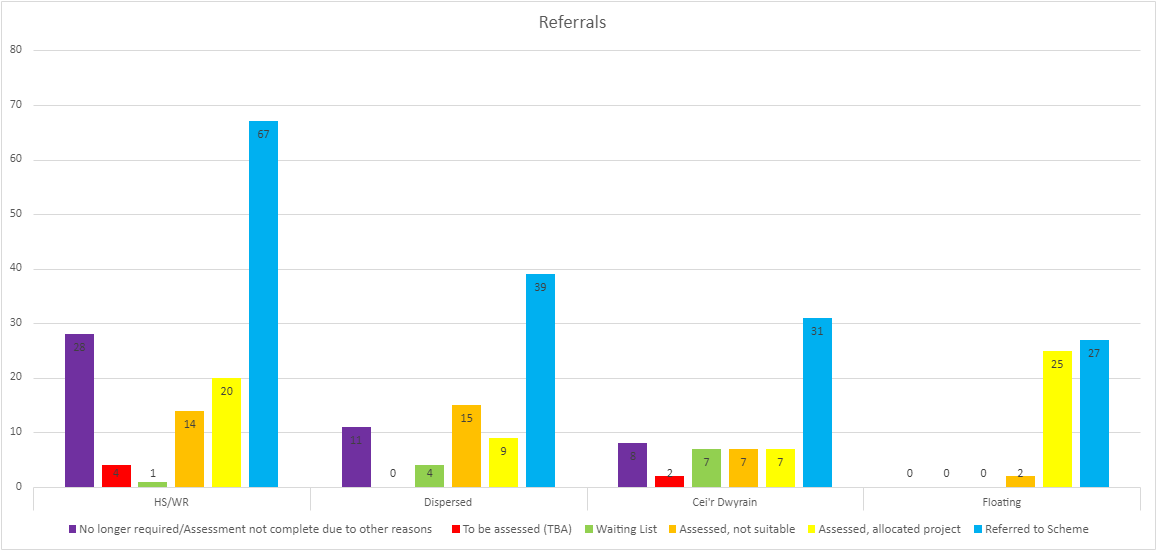 Referrals
80
70
60
50
40
30
20
10
0
28 4 1 14 20 67
11 0 4 15 9 39
8 2 7 7 7 31
0 0 0 2 25 27
HS/WR Dispersed Cei'r Dwyrain Floating
No longer required/Assessment not complete due to other reasons To be assessed (TBA) Waiting List Assessed, not suitable Assessed, allocated project Referred to Scheme